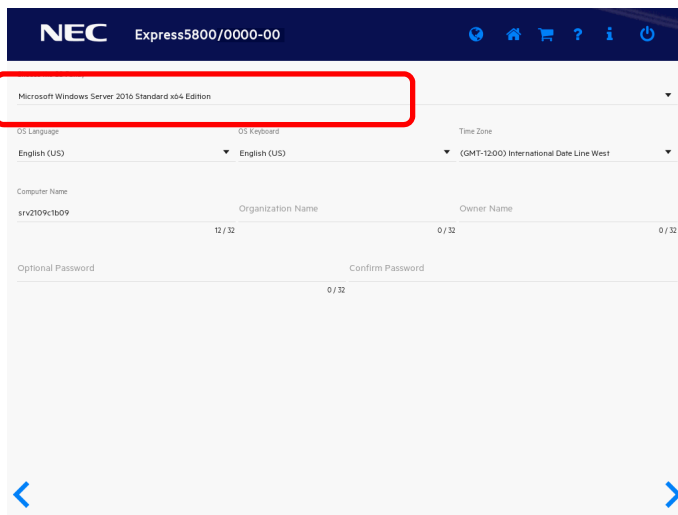 NEC Express5800/0000-00
Microsoft Windows Server 2016 Standard x64 Edition
OS Language OS Keyboard Time Zone
English (US) English (US) (GMT-12:00) International Date Line West
Computer Name
srv2109c1b09 Organization Name Owner Name
12 / 32 0 / 32 0 / 32
Optional Password Confirm Password
0 / 32